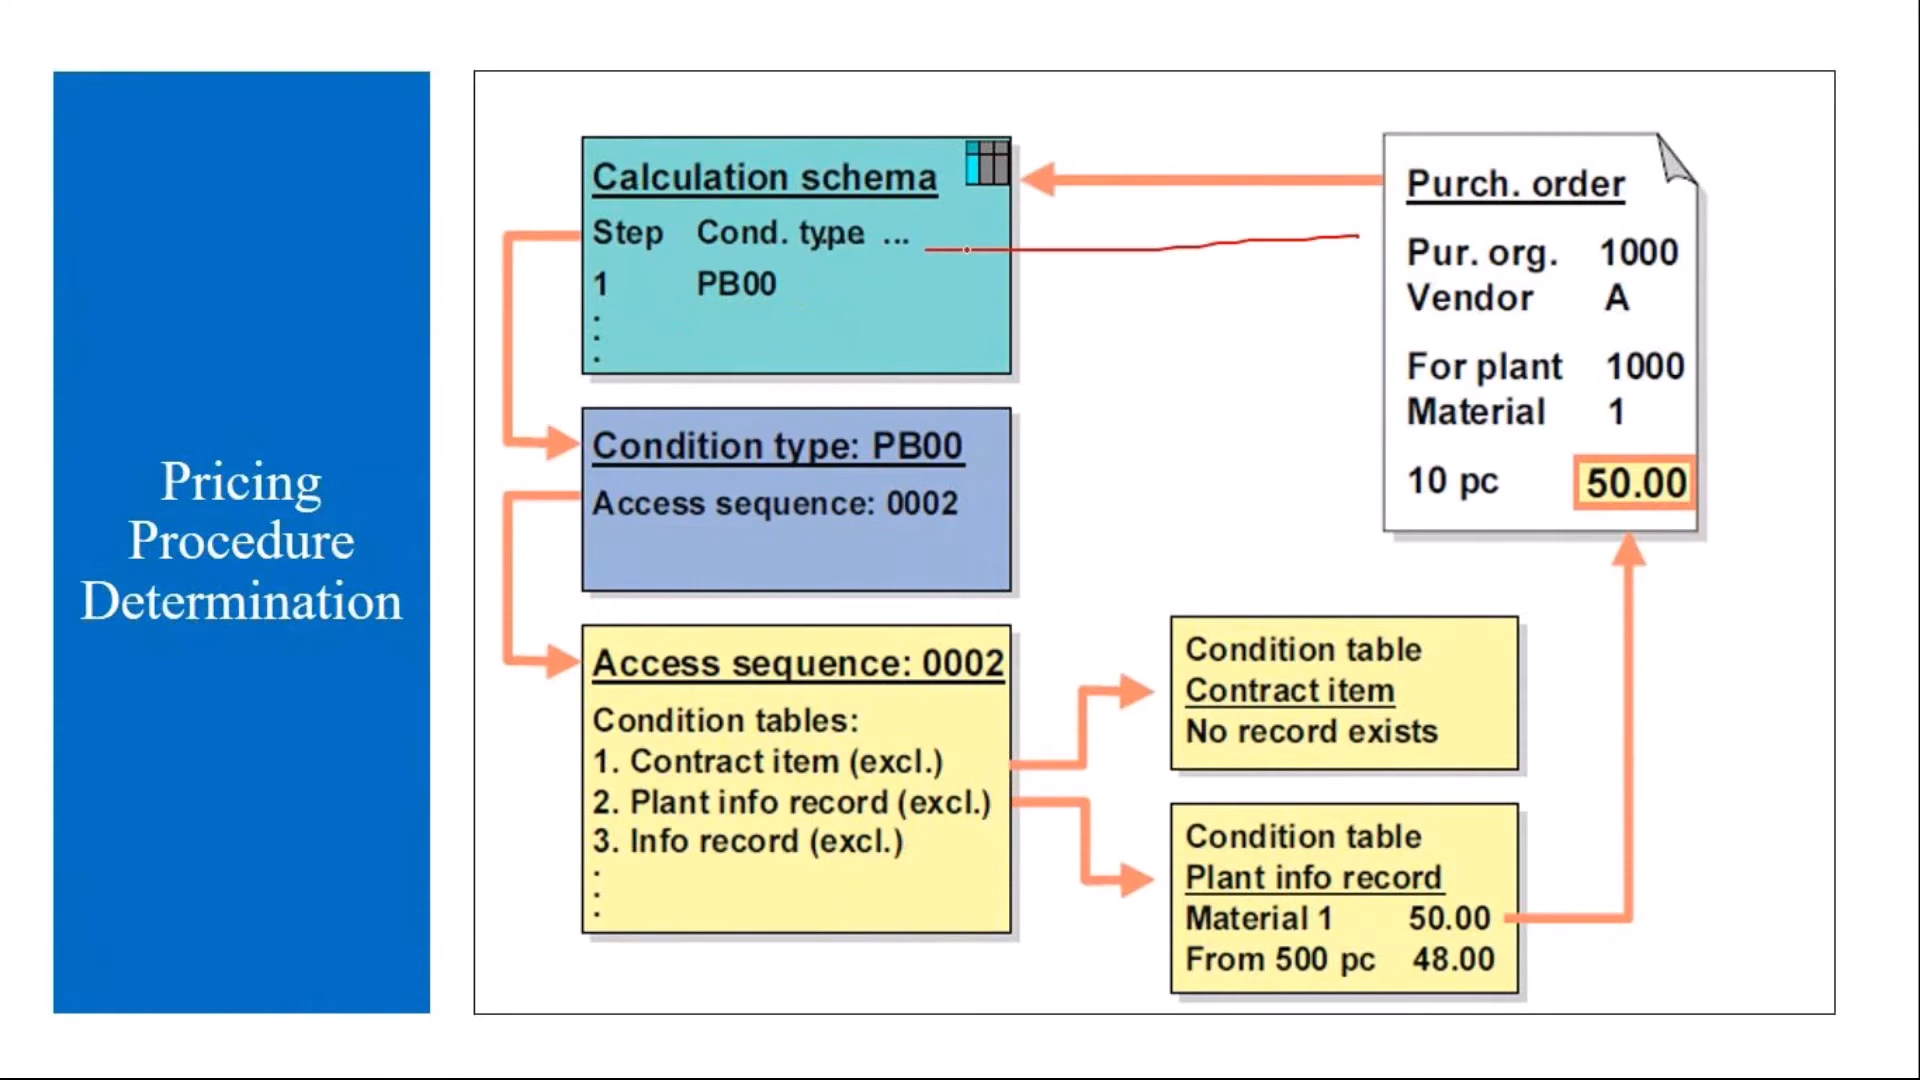 Pricing
Procedure
Determination
Calculation schema
Step Cond. type ...
1 PB00
.
.
.
Condition type: PB00
Access sequence: 0002
Access sequence: 0002
Condition tables:
1. Contract item (excl.)
2. Plant info record (excl.)
3. Info record (excl.)
.
.
.
Purch. order
Pur. org. 1000
Vendor A
For plant 1000
Material 1
10 pc 50.00
Condition table
Contract item
No record exists
Condition table
Plant info record
Material 1 50.00
From 500 pc 48.00